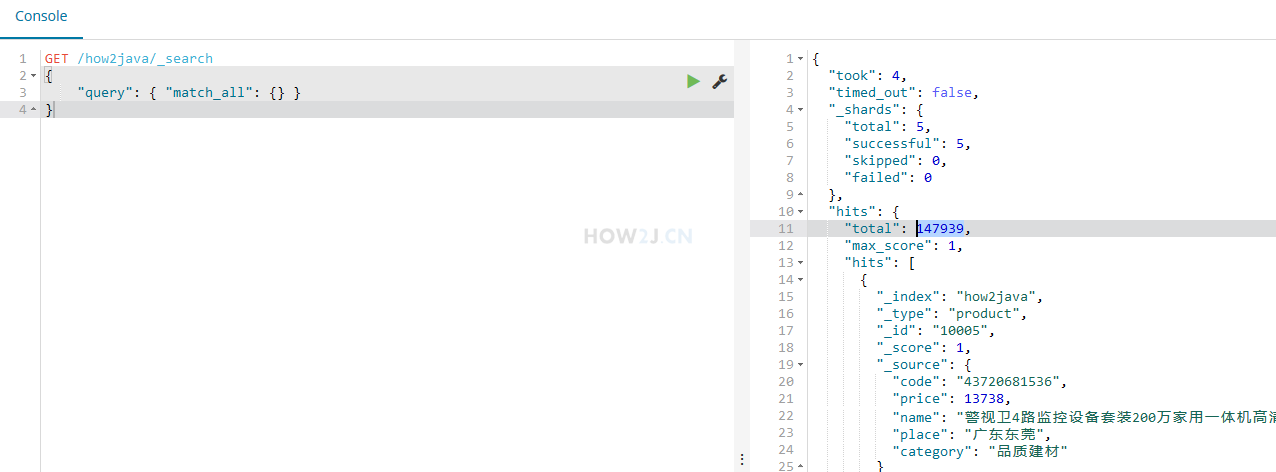 Console
1 GET /how2java/_search
2 {
3 "query": { "match_all": {} }
4 }
HOW2J.CN
1 {
2 "took": 4,
3 "timed_out": false,
4 "_shards": {
5 "total": 5,
6 "successful": 5,
7 "skipped": 0,
8 "failed": 0
9 },
10 "hits": {
11 "total": 147939,
12 "max_score": 1,
13 "hits": [
14 {
15 "_index": "how2java",
16 "_type": "product",
17 "_id": "10005",
18 "_score": 1,
19 "_source": {
20 "code": "43720681536",
21 "price": 13738,
22 "name": "警视卫4路监控设备套装200万家用一体机高清
23 "place": "广东东莞",
24 "category": "品质建材"
25 }